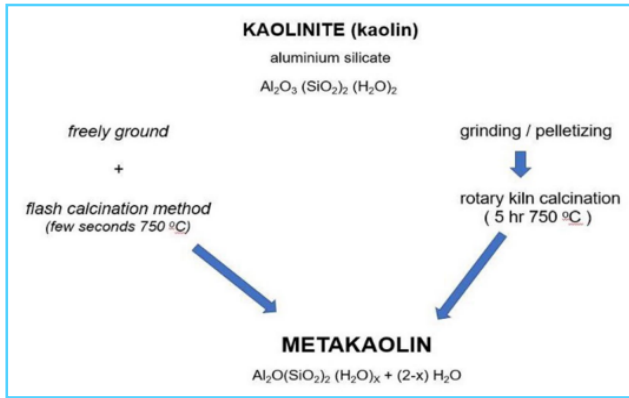 KAOLINITE (kaolin)
aluminium silicate
Al₂O₃ (SiO₂)₂ (H₂O)₂
freely ground
+
flash calcination method
(few seconds 750 ºC)
grinding / pelletizing
rotary kiln calcination
( 5 hr 750 ºC )
METAKAOLIN
Al₂O(SiO₂)₂ (H₂O)ₓ + (2-x) H₂O